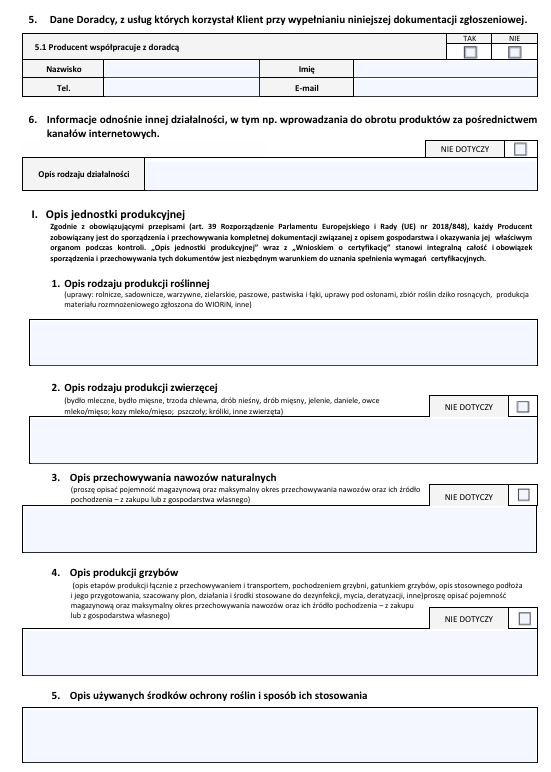 5. Dane Doradcy, z usług których korzystał Klient przy wypełnianiu niniejszej dokumentacji zgłoszeniowej.
TAK NIE
5.1 Producent współpracuje z doradcą
Nazwisko Imię
Tel. E-mail
6. Informacje odnośnie innej działalności, w tym np. wprowadzania do obrotu produktów za pośrednictwem
kanałów internetowych.
NIE DOTYCZY
Opis rodzaju działalności
I. Opis jednostki produkcyjnej
Zgodnie z obowiązującymi przepisami (art. 39 Rozporządzenie Parlamentu Europejskiego i Rady (UE) nr 2018/848), każdy Producent
zobowiązany jest do sporządzenia i przechowywania kompletnej dokumentacji związanej z opisem gospodarstwa i okazywania jej właściwym
organom podczas kontroli. „Opis jednostki produkcyjnej” wraz z „Wnioskiem o certyfikację” stanowi integralną całość i obowiązek
sporządzenia i przechowywania tych dokumentów jest niezbędnym warunkiem do uznania spełnienia wymagań certyfikacyjnych.
1. Opis rodzaju produkcji roślinnej
(uprawy: rolnicze, sadownicze, warzywne, zielarskie, paszowe, pastwiska i łąki, uprawy pod osłonami, zbiór roślin dziko rosnących, produkcja
materiału rozmnożeniowego zgłoszona do WIORiN, inne)
2. Opis rodzaju produkcji zwierzęcej
(bydło mleczne, bydło mięsne, trzoda chlewna, drób nieśny, drób mięsny, jelenie, daniele, owce
mleko/mięso; kozy mleko/mięso; pszczoły; króliki, inne zwierzęta)
NIE DOTYCZY
3. Opis przechowywania nawozów naturalnych
(proszę opisać pojemność magazynową oraz maksymalny okres przechowywania nawozów oraz ich źródło
pochodzenia – z zakupu lub z gospodarstwa własnego)
NIE DOTYCZY
4. Opis produkcji grzybów
(opis etapów produkcji łącznie z przechowywaniem i transportem, pochodzeniem grzybni, gatunkiem grzybów, opis stosownego podłoża
i jego przygotowania, szacowany plon, działania i środki stosowane do dezynfekcji, mycia, deratyzacji, inne)proszę opisać pojemność
magazynową oraz maksymalny okres przechowywania nawozów oraz ich źródło pochodzenia – z zakupu
lub z gospodarstwa własnego)
NIE DOTYCZY
5. Opis używanych środków ochrony roślin i sposób ich stosowania